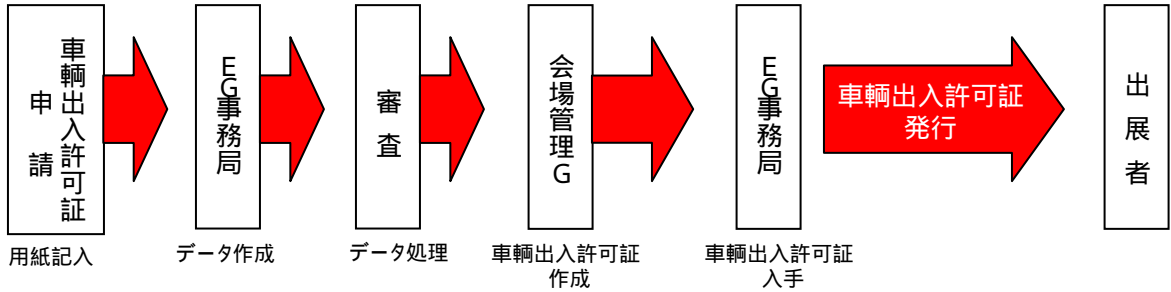 車輌出入許可証
申請
EG事務局
審査
会場管理G
EG事務局
車輌出入許可証
発行
出展者
用紙記入
データ作成
データ処理
車輌出入許可証
作成
車輌出入許可証
入手